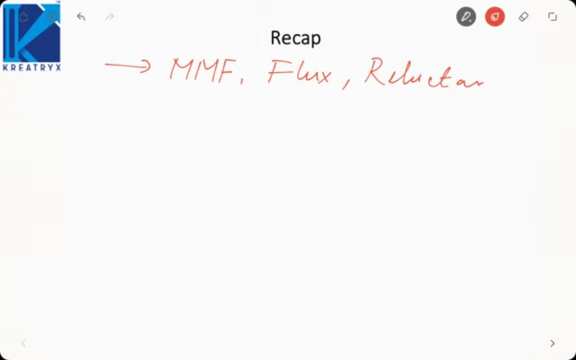 KREATRYX
Recap
→ MMF, Flux, Reluctan